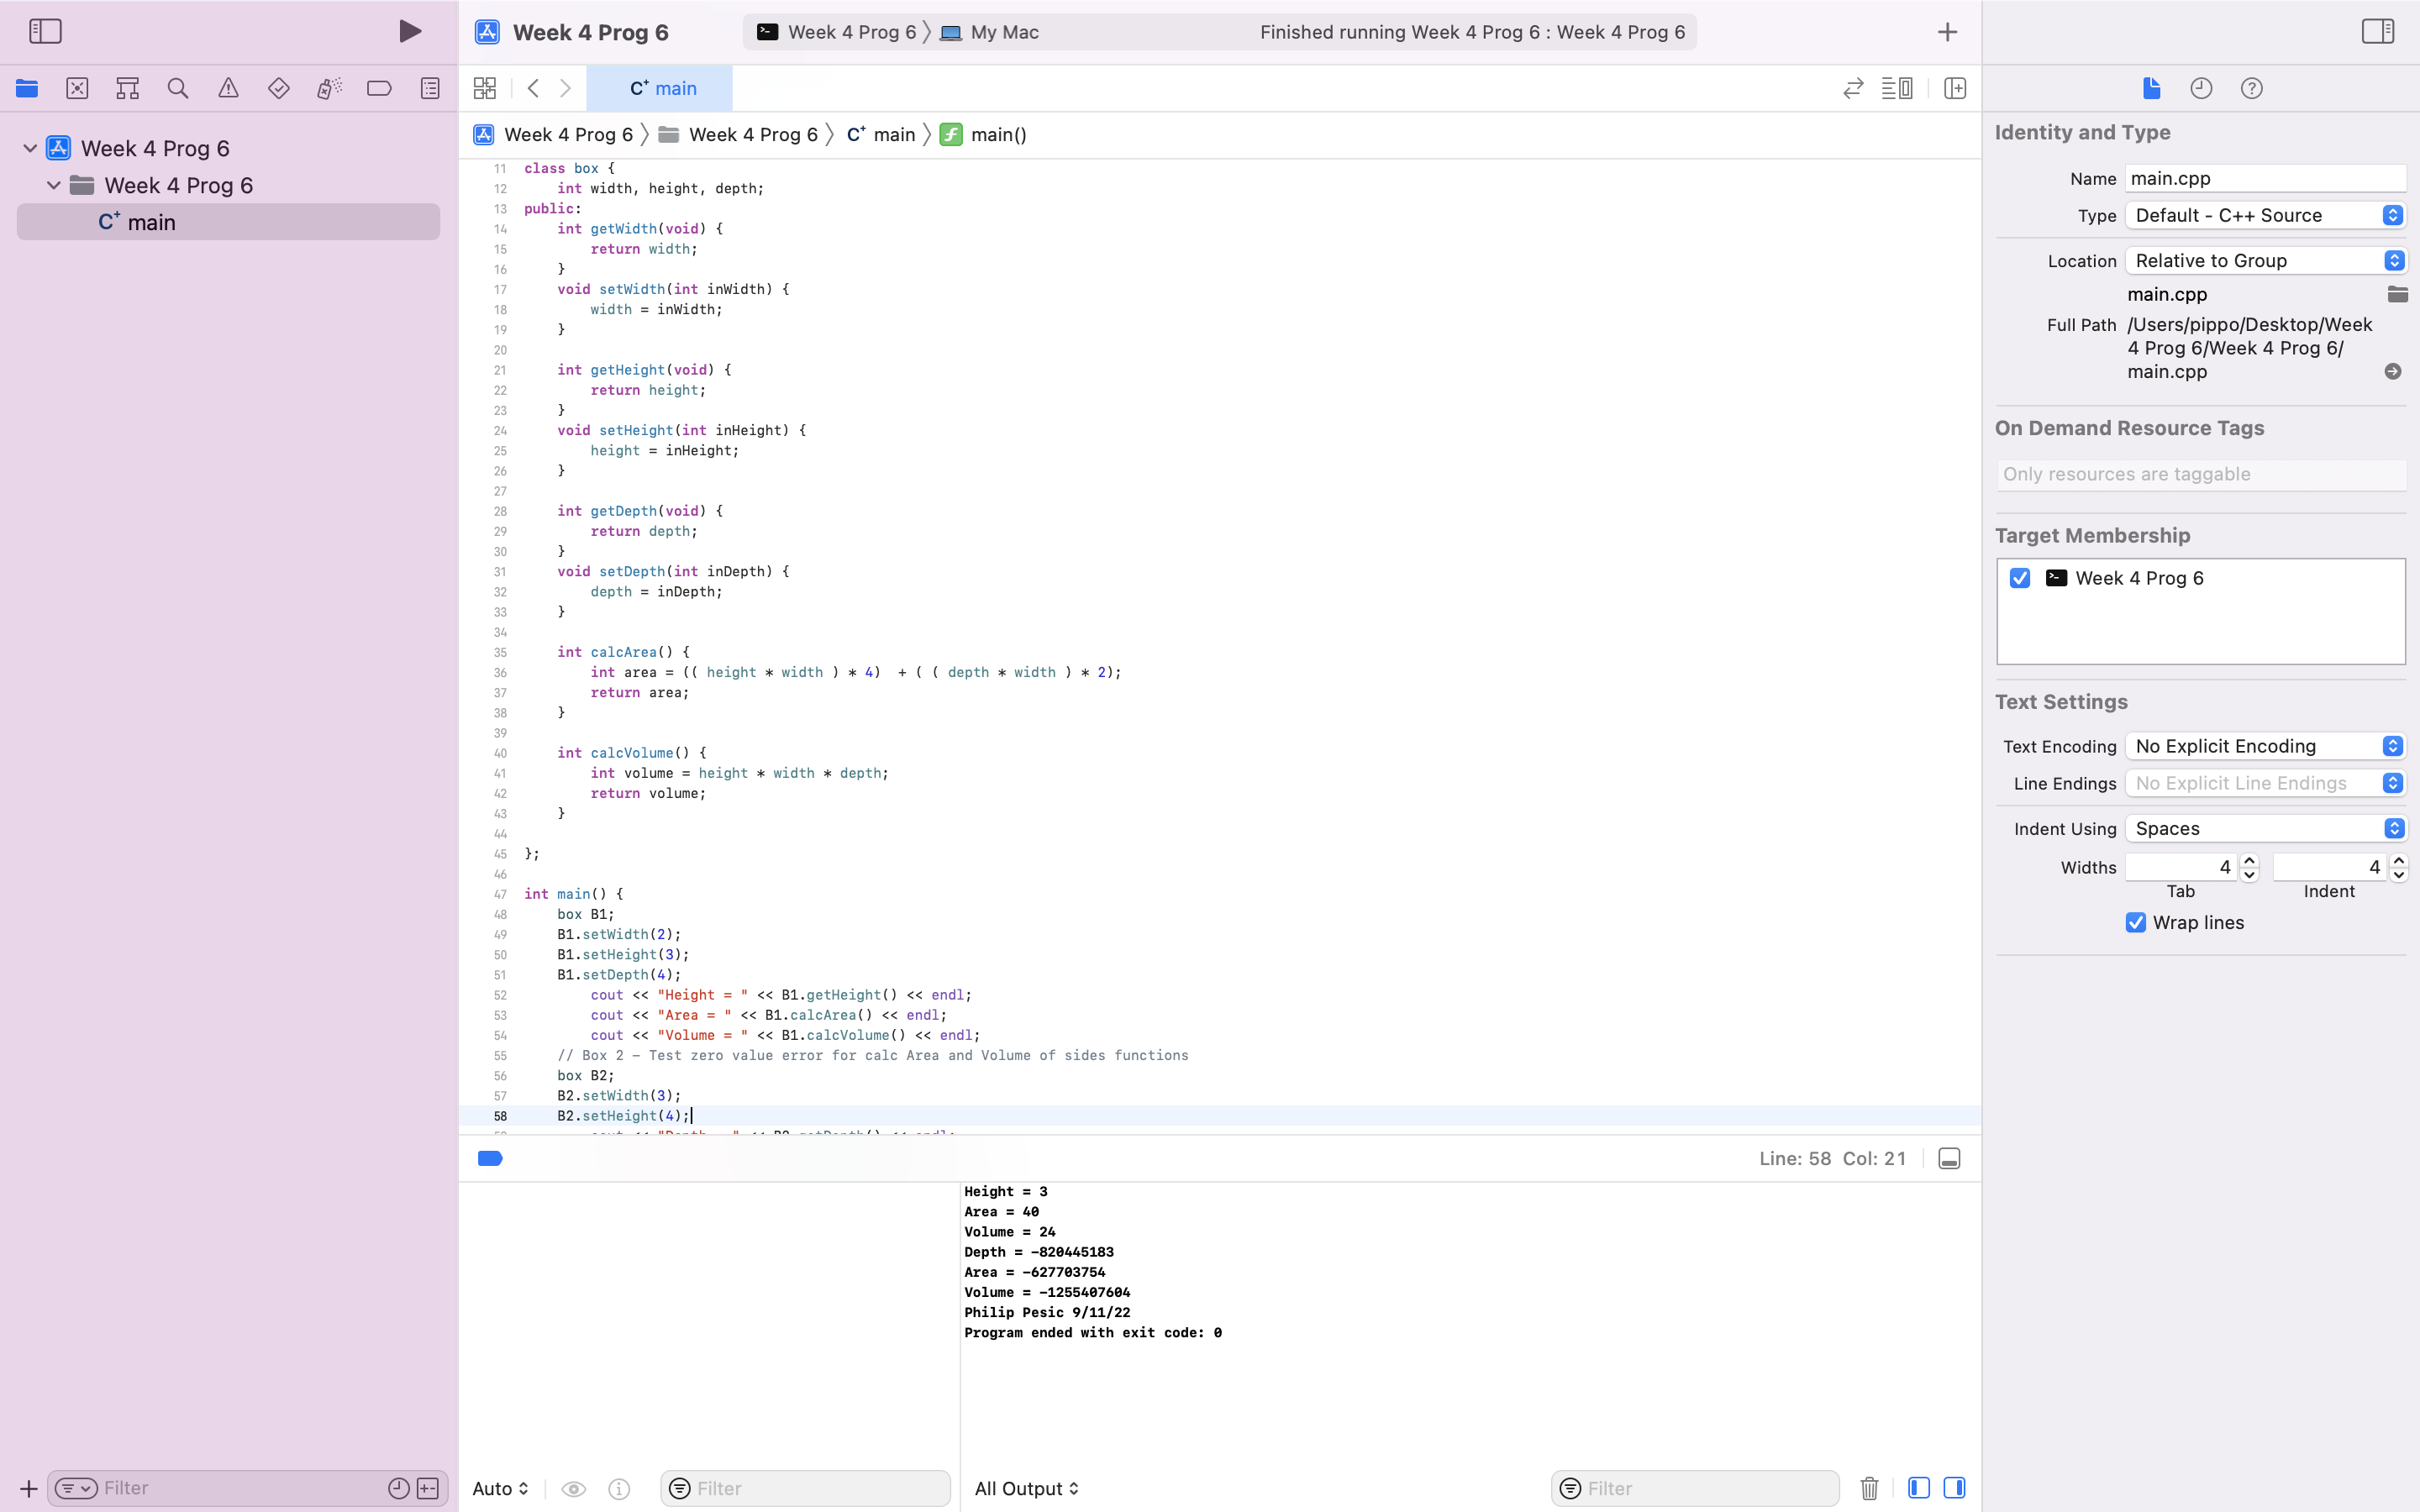 Week 4 Prog 6
Week 4 Prog 6 〉 My Mac
Finished running Week 4 Prog 6 : Week 4 Prog 6
C+ main
Week 4 Prog 6 〉 Week 4 Prog 6 〉 C+ main 〉 f main()
Week 4 Prog 6
Week 4 Prog 6
C+ main
11 class box {
12     int width, height, depth;
13 public:
14     int getWidth(void) {
15         return width;
16     }
17     void setWidth(int inWidth) {
18         width = inWidth;
19     }
20
21     int getHeight(void) {
22         return height;
23     }
24     void setHeight(int inHeight) {
25         height = inHeight;
26     }
27
28     int getDepth(void) {
29         return depth;
30     }
31     void setDepth(int inDepth) {
32         depth = inDepth;
33     }
34
35     int calcArea() {
36         int area = (( height * width ) * 4)  + ( ( depth * width ) * 2);
37         return area;
38     }
39
40     int calcVolume() {
41         int volume = height * width * depth;
42         return volume;
43     }
44
45 };
46
47 int main() {
48     box B1;
49     B1.setWidth(2);
50     B1.setHeight(3);
51     B1.setDepth(4);
52         cout << "Height = " << B1.getHeight() << endl;
53         cout << "Area = " << B1.calcArea() << endl;
54         cout << "Volume = " << B1.calcVolume() << endl;
55     // Box 2 – Test zero value error for calc Area and Volume of sides functions
56     box B2;
57     B2.setWidth(3);
58     B2.setHeight(4);
Line: 58 Col: 21
Height = 3
Area = 40
Volume = 24
Depth = -820445183
Area = -627703754
Volume = -1255407604
Philip Pesic 9/11/22
Program ended with exit code: 0
Filter
Auto
Filter
All Output
Filter
Identity and Type
Name main.cpp
Type Default - C++ Source
Location Relative to Group
main.cpp
Full Path /Users/pippo/Desktop/Week
4 Prog 6/Week 4 Prog 6/
main.cpp
On Demand Resource Tags
Only resources are taggable
Target Membership
Week 4 Prog 6
Text Settings
Text Encoding No Explicit Encoding
Line Endings No Explicit Line Endings
Indent Using Spaces
Widths 4 4
Tab Indent
Wrap lines